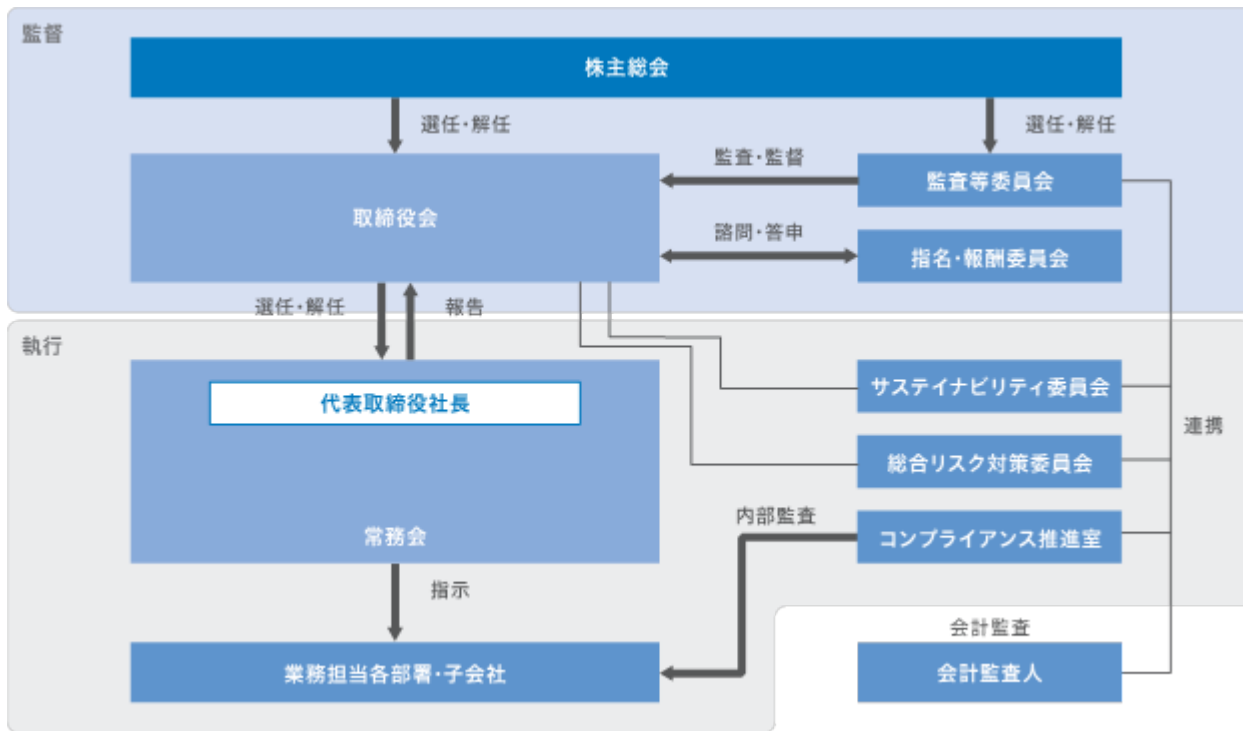 監督
株主総会
選任・解任
選任・解任
監査・監督
監査等委員会
取締役会
諮問・答申
指名・報酬委員会
選任・解任
報告
執行
代表取締役社長
サステイナビリティ委員会
連携
総合リスク対策委員会
内部監査
コンプライアンス推進室
常務会
指示
会計監査
業務担当各部署・子会社
会計監査人